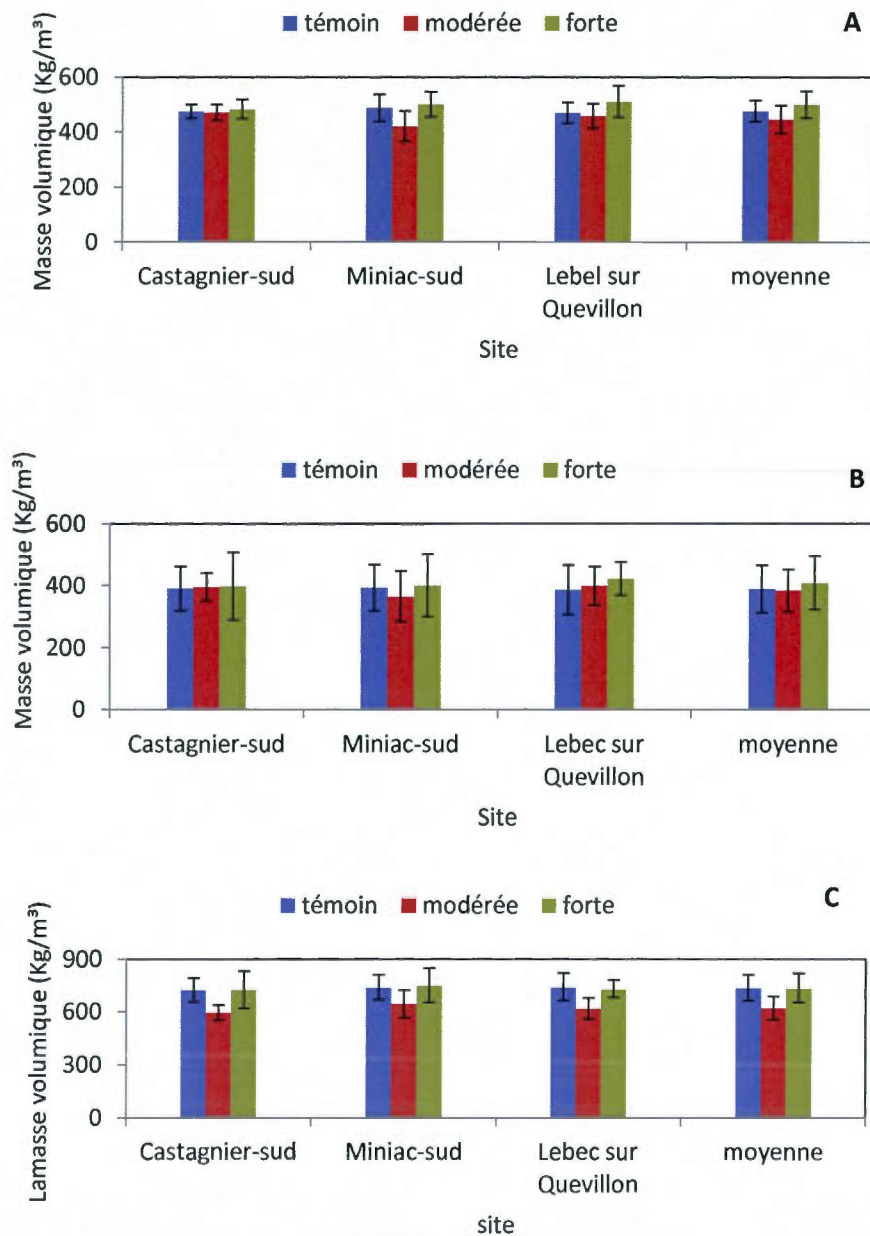 témoin modérée forte
A
Masse volumique (Kg/m³)
600
400
200
0
Castagnier-sud Miniac-sud Lebel sur moyenne
Quevillon
Site
témoin modérée forte
B
Masse volumique (Kg/m³)
600
400
200
0
Castagnier-sud Miniac-sud Lebec sur moyenne
Quevillon
Site
témoin modérée forte
C
Lamasse volumique (Kg/m³)
900
600
300
0
Castagnier-sud Miniac-sud Lebec sur moyenne
Quevillon
site